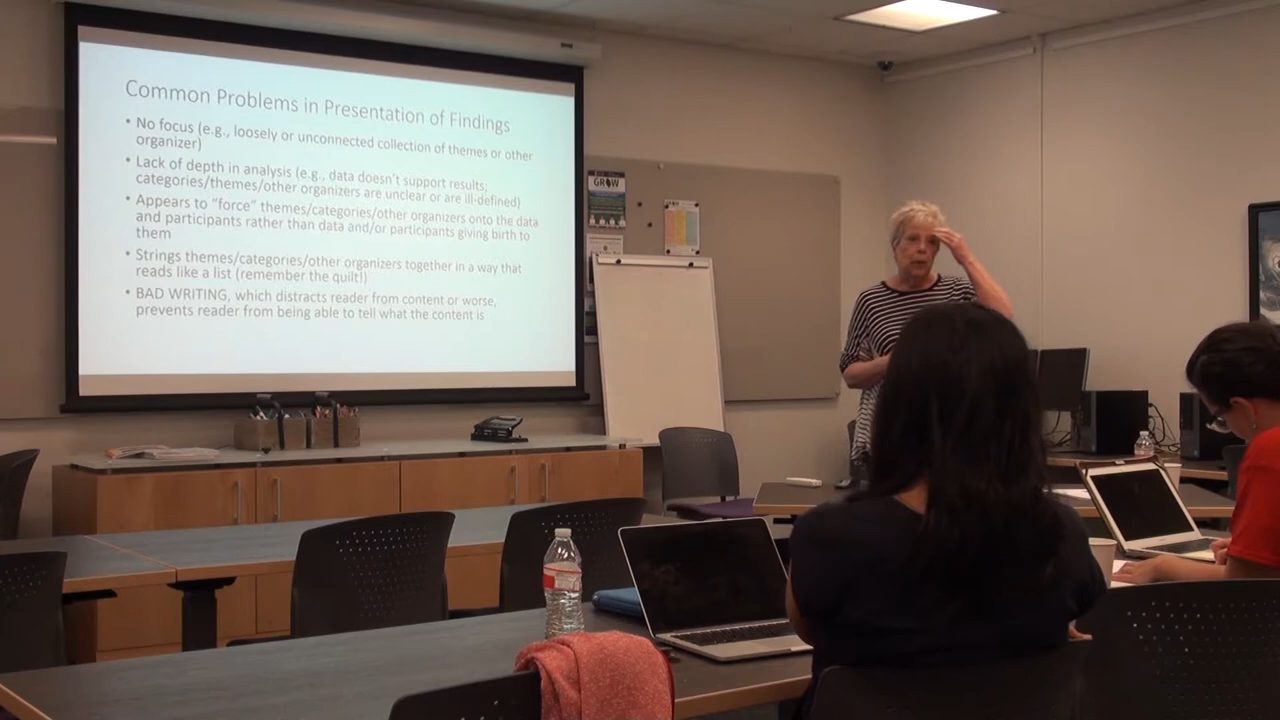 Common Problems in Presentation of Findings
• No focus (e.g., loosely or unconnected collection of themes or other
organizer)
• Lack of depth in analysis (e.g., data doesn't support results;
categories/themes/other organizers are unclear or are ill-defined)
• Appears to "force" themes/categories/other organizers onto the data
and participants rather than data and/or participants giving birth to
them
• Strings themes/categories/other organizers together in a way that
reads like a list (remember the quilt!)
• BAD WRITING, which distracts reader from content or worse,
prevents reader from being able to tell what the content is
GROW